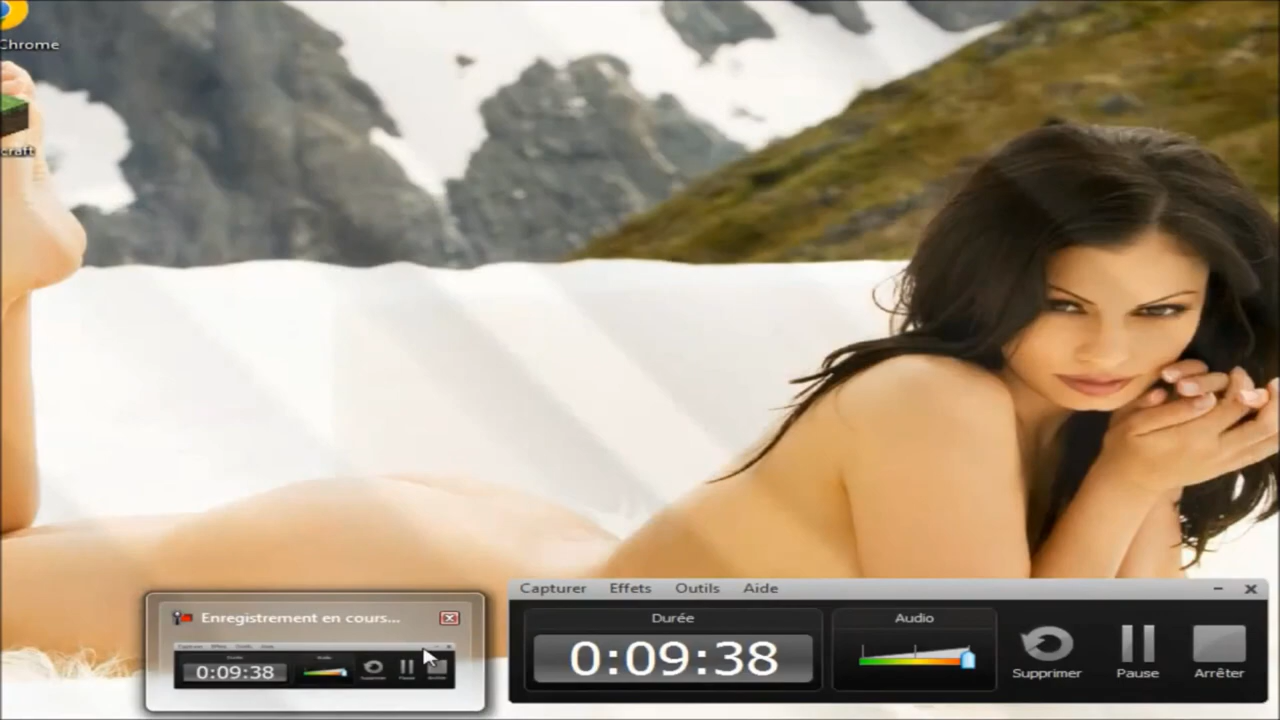 Chrome
craft
Capturer Effets Outils Aide
Enregistrement en cours...
Durée
Audio
0:09:38
0:09:38
Supprimer
Pause
Arrêter